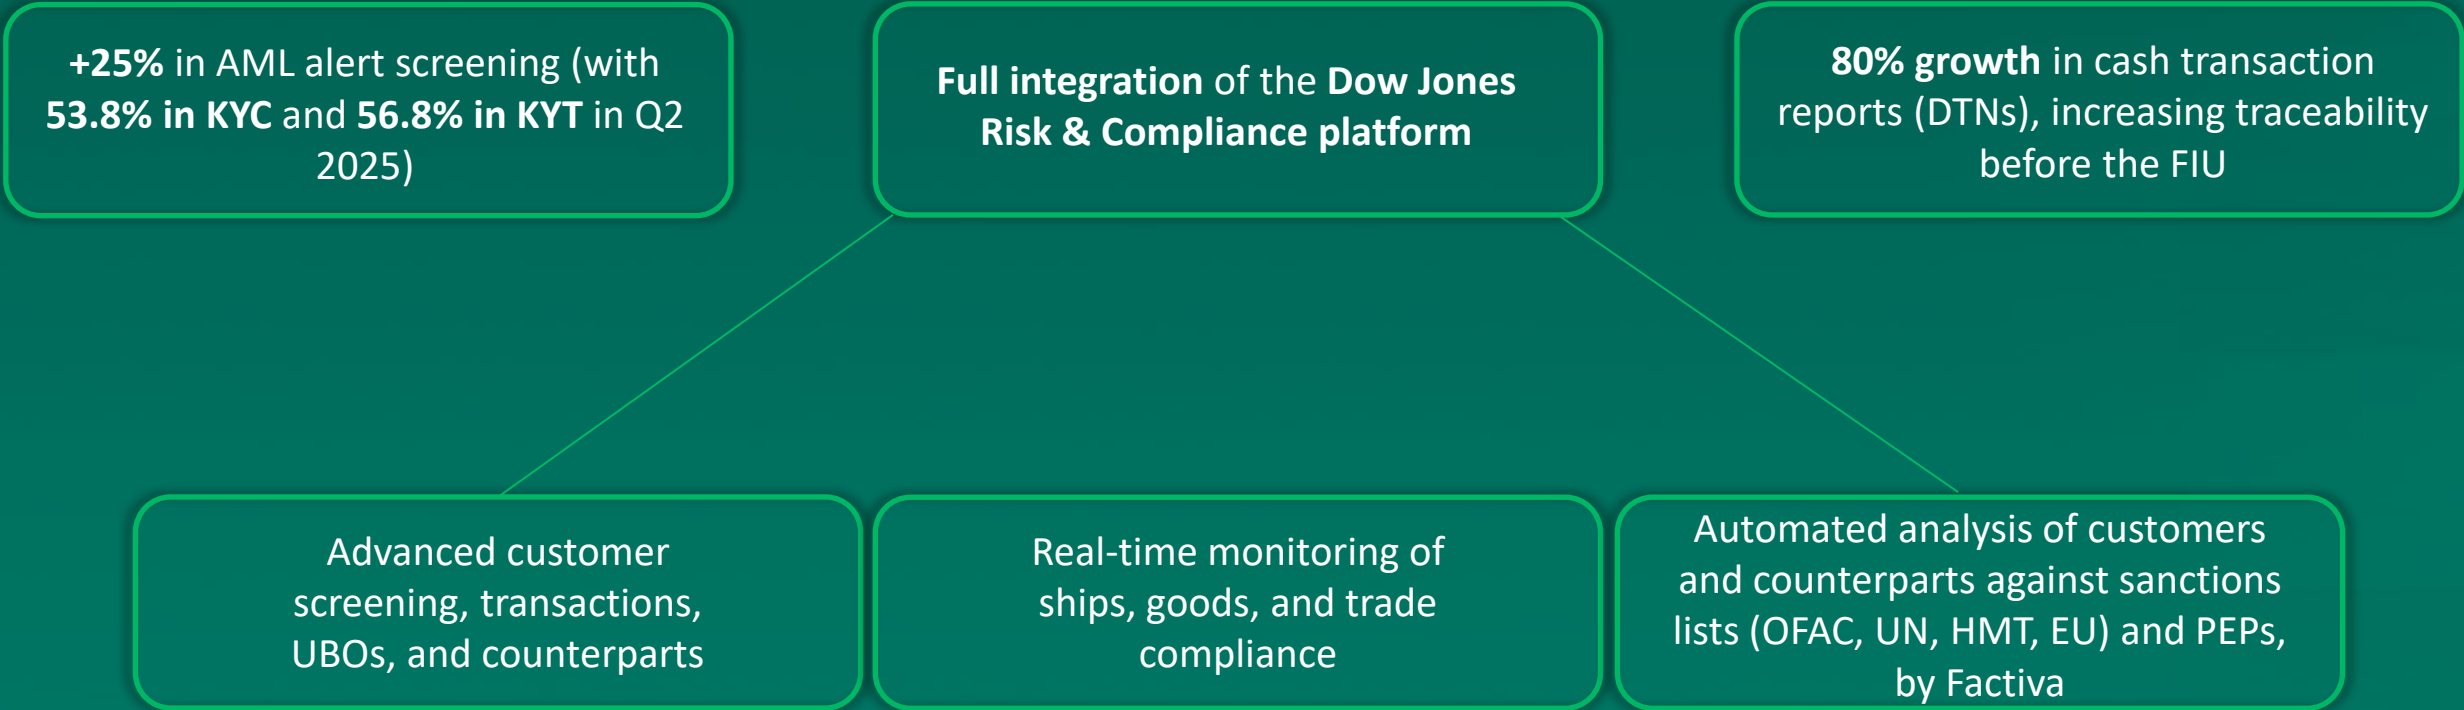 +25% in AML alert screening (with
53.8% in KYC and 56.8% in KYT in Q2
2025)
Full integration of the Dow Jones
Risk & Compliance platform
80% growth in cash transaction
reports (DTNs), increasing traceability
before the FIU
Advanced customer
screening, transactions,
UBOs, and counterparts
Real-time monitoring of
ships, goods, and trade
compliance
Automated analysis of customers
and counterparts against sanctions
lists (OFAC, UN, HMT, EU) and PEPs,
by Factiva